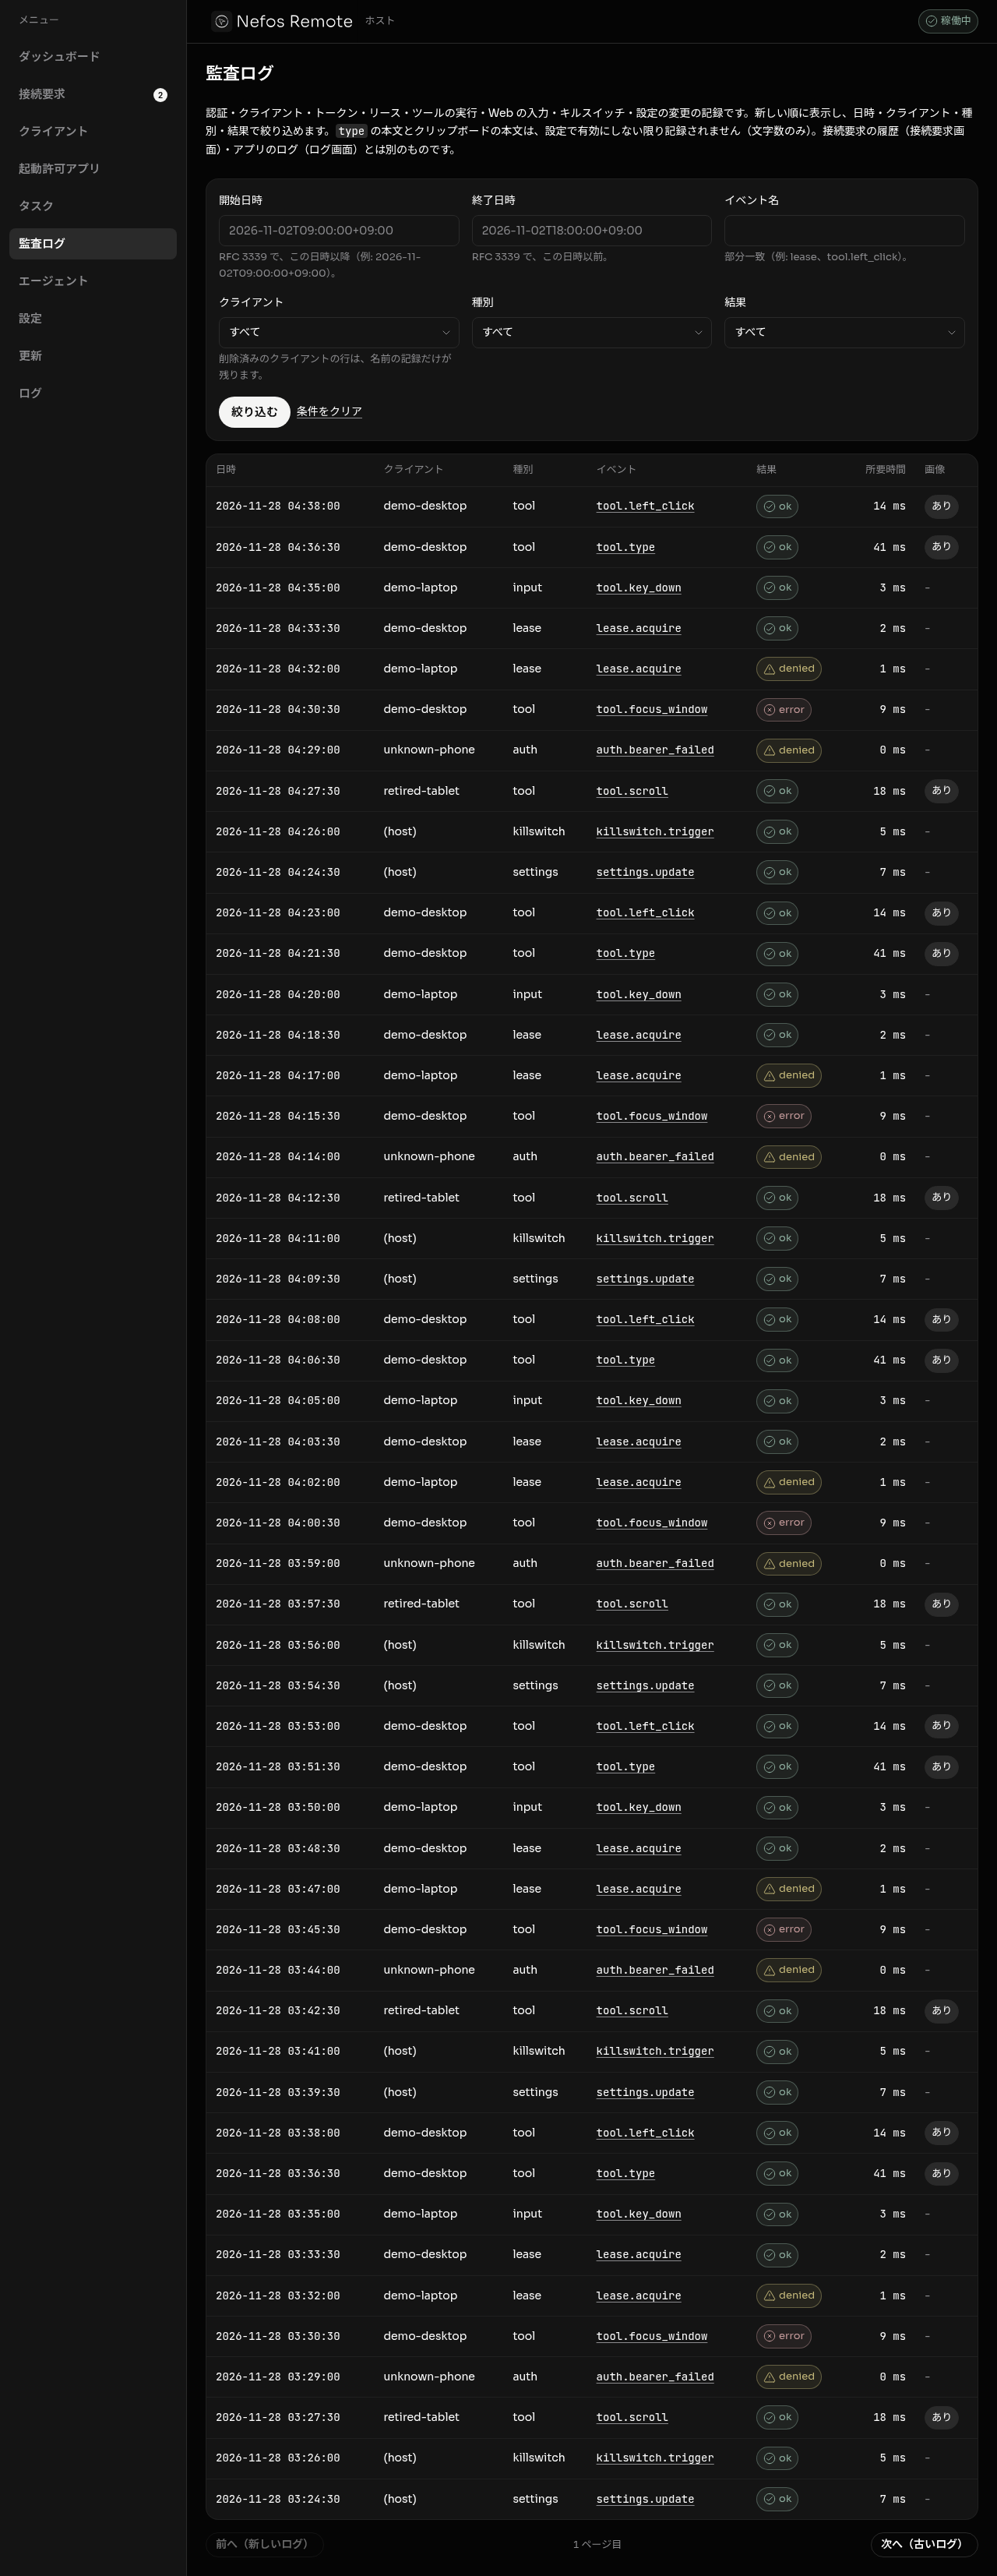 メニュー
ダッシュボード
接続要求 2
クライアント
起動許可アプリ
タスク
監査ログ
エージェント
設定
更新
ログ
Nefos Remote ホスト 稼働中
監査ログ
認証・クライアント・トークン・リース・ツールの実行・Web の入力・キルスイッチ・設定の変更の記録です。新しい順に表示し、日時・クライアント・種
別・結果で絞り込めます。type の本文とクリップボードの本文は、設定で有効にしない限り記録されません（文字数のみ）。接続要求の履歴（接続要求画
面）・アプリのログ（ログ画面）とは別のものです。
開始日時 終了日時 イベント名
2026-11-02T09:00:00+09:00 2026-11-02T18:00:00+09:00
RFC 3339 で、この日時以降（例: 2026-11-
02T09:00:00+09:00）。
RFC 3339 で、この日時以前。
部分一致（例: lease、tool.left_click）。
クライアント 種別 結果
すべて すべて すべて
削除済みのクライアントの行は、名前の記録だけが
残ります。
絞り込む 条件をクリア
日時 クライアント 種別 イベント 結果 所要時間 画像
2026-11-28 04:38:00 demo-desktop tool tool.left_click ok 14 ms あり
2026-11-28 04:36:30 demo-desktop tool tool.type ok 41 ms あり
2026-11-28 04:35:00 demo-laptop input tool.key_down ok 3 ms -
2026-11-28 04:33:30 demo-desktop lease lease.acquire ok 2 ms -
2026-11-28 04:32:00 demo-laptop lease lease.acquire denied 1 ms -
2026-11-28 04:30:30 demo-desktop tool tool.focus_window error 9 ms -
2026-11-28 04:29:00 unknown-phone auth auth.bearer_failed denied 0 ms -
2026-11-28 04:27:30 retired-tablet tool tool.scroll ok 18 ms あり
2026-11-28 04:26:00 (host) killswitch killswitch.trigger ok 5 ms -
2026-11-28 04:24:30 (host) settings settings.update ok 7 ms -
2026-11-28 04:23:00 demo-desktop tool tool.left_click ok 14 ms あり
2026-11-28 04:21:30 demo-desktop tool tool.type ok 41 ms あり
2026-11-28 04:20:00 demo-laptop input tool.key_down ok 3 ms -
2026-11-28 04:18:30 demo-desktop lease lease.acquire ok 2 ms -
2026-11-28 04:17:00 demo-laptop lease lease.acquire denied 1 ms -
2026-11-28 04:15:30 demo-desktop tool tool.focus_window error 9 ms -
2026-11-28 04:14:00 unknown-phone auth auth.bearer_failed denied 0 ms -
2026-11-28 04:12:30 retired-tablet tool tool.scroll ok 18 ms あり
2026-11-28 04:11:00 (host) killswitch killswitch.trigger ok 5 ms -
2026-11-28 04:09:30 (host) settings settings.update ok 7 ms -
2026-11-28 04:08:00 demo-desktop tool tool.left_click ok 14 ms あり
2026-11-28 04:06:30 demo-desktop tool tool.type ok 41 ms あり
2026-11-28 04:05:00 demo-laptop input tool.key_down ok 3 ms -
2026-11-28 04:03:30 demo-desktop lease lease.acquire ok 2 ms -
2026-11-28 04:02:00 demo-laptop lease lease.acquire denied 1 ms -
2026-11-28 04:00:30 demo-desktop tool tool.focus_window error 9 ms -
2026-11-28 03:59:00 unknown-phone auth auth.bearer_failed denied 0 ms -
2026-11-28 03:57:30 retired-tablet tool tool.scroll ok 18 ms あり
2026-11-28 03:56:00 (host) killswitch killswitch.trigger ok 5 ms -
2026-11-28 03:54:30 (host) settings settings.update ok 7 ms -
2026-11-28 03:53:00 demo-desktop tool tool.left_click ok 14 ms あり
2026-11-28 03:51:30 demo-desktop tool tool.type ok 41 ms あり
2026-11-28 03:50:00 demo-laptop input tool.key_down ok 3 ms -
2026-11-28 03:48:30 demo-desktop lease lease.acquire ok 2 ms -
2026-11-28 03:47:00 demo-laptop lease lease.acquire denied 1 ms -
2026-11-28 03:45:30 demo-desktop tool tool.focus_window error 9 ms -
2026-11-28 03:44:00 unknown-phone auth auth.bearer_failed denied 0 ms -
2026-11-28 03:42:30 retired-tablet tool tool.scroll ok 18 ms あり
2026-11-28 03:41:00 (host) killswitch killswitch.trigger ok 5 ms -
2026-11-28 03:39:30 (host) settings settings.update ok 7 ms -
2026-11-28 03:38:00 demo-desktop tool tool.left_click ok 14 ms あり
2026-11-28 03:36:30 demo-desktop tool tool.type ok 41 ms あり
2026-11-28 03:35:00 demo-laptop input tool.key_down ok 3 ms -
2026-11-28 03:33:30 demo-desktop lease lease.acquire ok 2 ms -
2026-11-28 03:32:00 demo-laptop lease lease.acquire denied 1 ms -
2026-11-28 03:30:30 demo-desktop tool tool.focus_window error 9 ms -
2026-11-28 03:29:00 unknown-phone auth auth.bearer_failed denied 0 ms -
2026-11-28 03:27:30 retired-tablet tool tool.scroll ok 18 ms あり
2026-11-28 03:26:00 (host) killswitch killswitch.trigger ok 5 ms -
2026-11-28 03:24:30 (host) settings settings.update ok 7 ms -
前へ（新しいログ） 1 ページ目 次へ（古いログ）